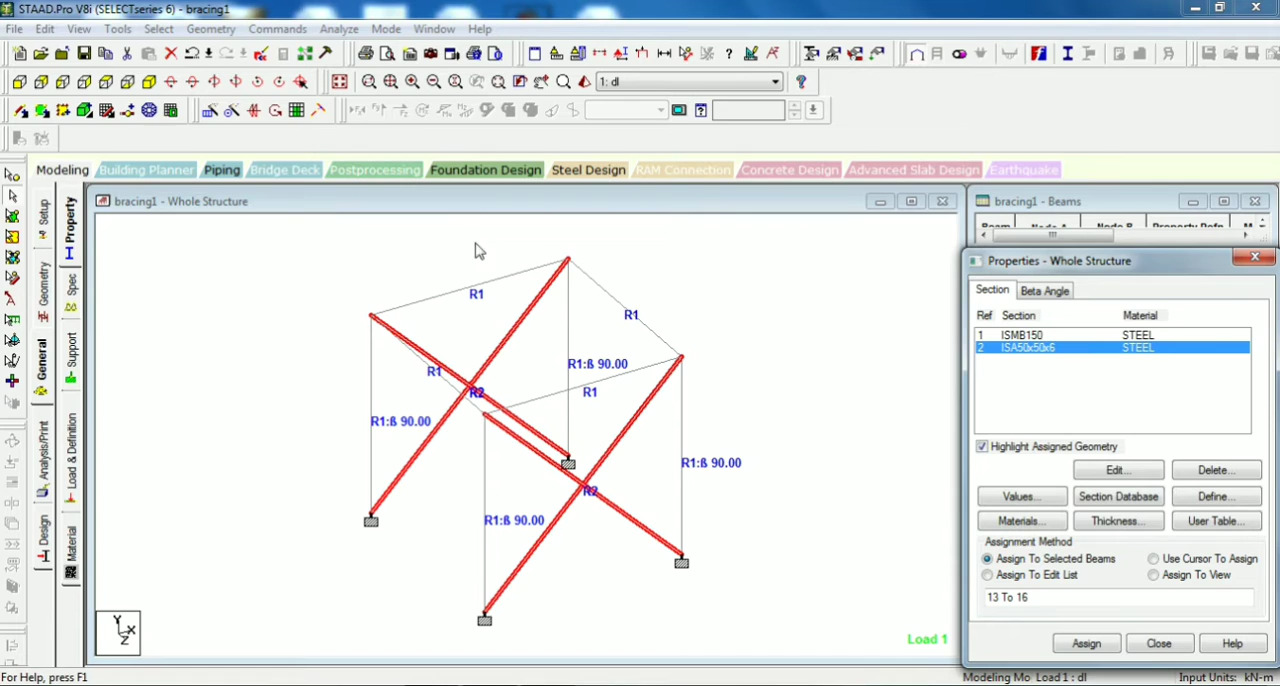 STAAD.Pro V8i (SELECTseries 6) - bracing1
File Edit View Tools Select Geometry Commands Analyze Mode Window Help
1: dl
Modeling Building Planner Piping Bridge Deck Postprocessing Foundation Design Steel Design RAM Connection Concrete Design Advanced Slab Design Earthquake
Setup
Geometry
General
Analysis/Print
Design
Property
Spec
Support
Load & Definition
Material
bracing1 - Whole Structure
R1
R1
R1:ß 90.00
R1
R1
R2
R1:ß 90.00
R1:ß 90.00
R2
R1:ß 90.00
Y
X
Z
Load 1
bracing1 - Beams
Beam Node A Node B Property Refn
Properties - Whole Structure
Section Beta Angle
Ref Section Material
1 ISMB150 STEEL
2 ISA50x50x6 STEEL
Highlight Assigned Geometry
Edit... Delete...
Values... Section Database Define...
Materials... Thickness... User Table...
Assignment Method
Assign To Selected Beams Use Cursor To Assign
Assign To Edit List Assign To View
13 To 16
Assign Close Help
For Help, press F1
Modeling Mo Load 1 : dl Input Units: kN-m